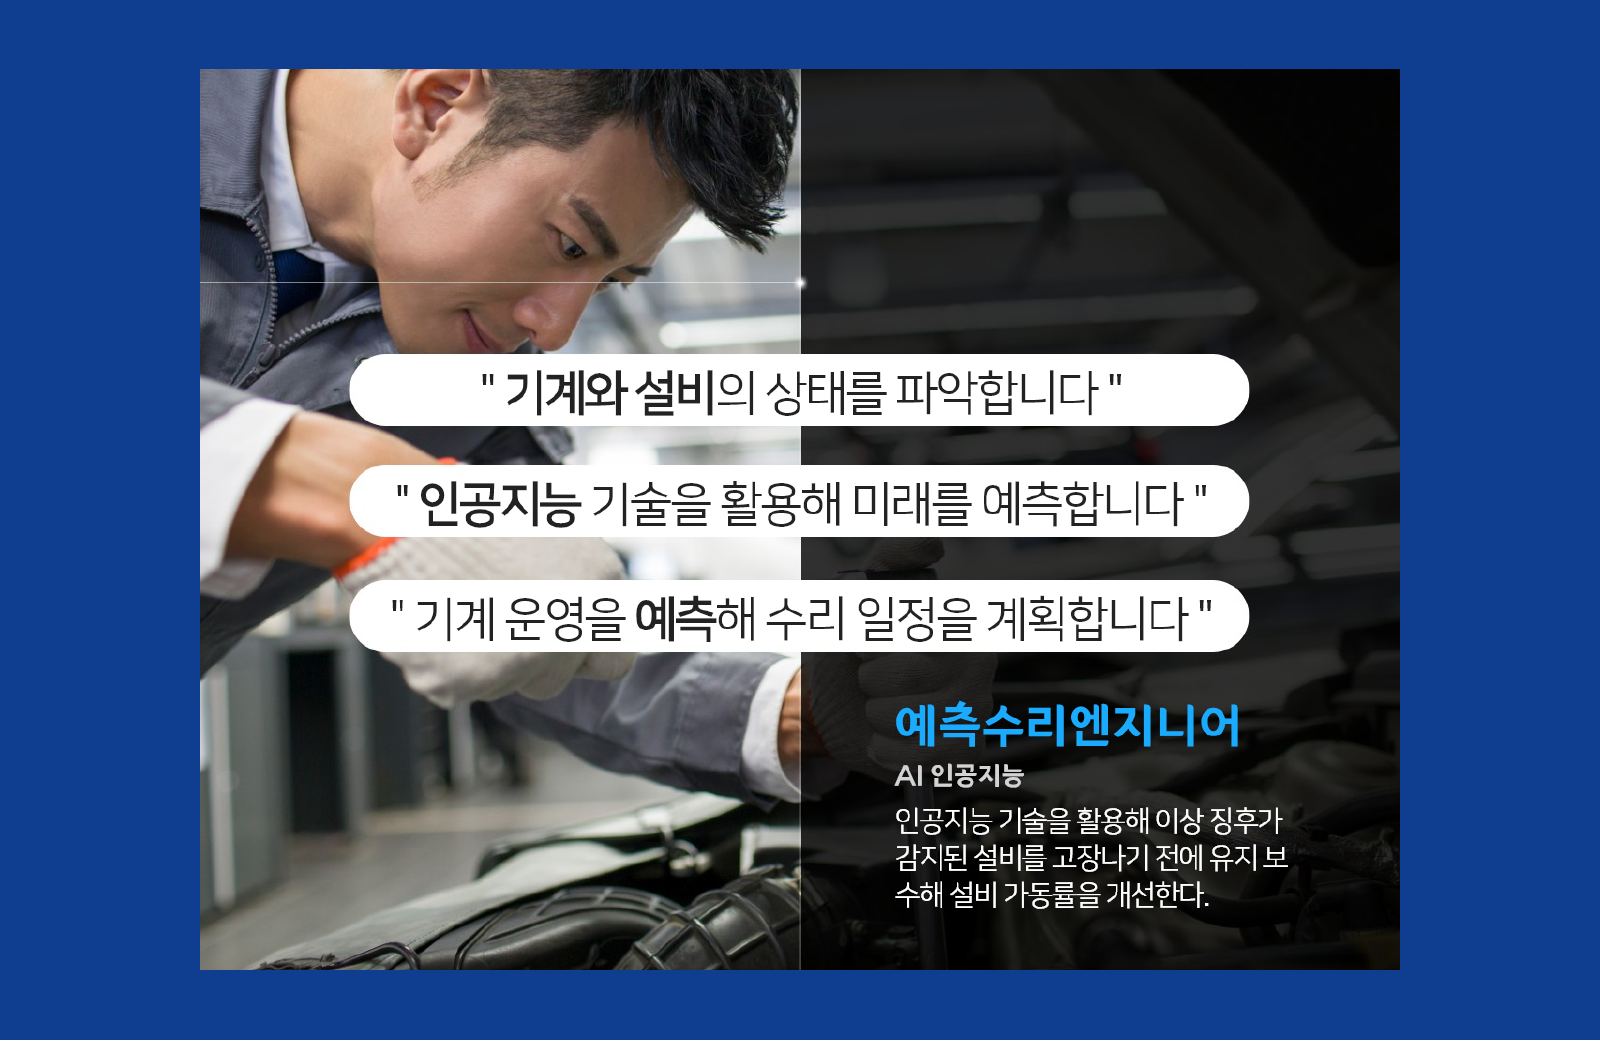 " 기계와 설비의 상태를 파악합니다 "
" 인공지능 기술을 활용해 미래를 예측합니다 "
" 기계 운영을 예측해 수리 일정을 계획합니다 "
예측수리엔지니어
AI 인공지능
인공지능 기술을 활용해 이상 징후가
감지된 설비를 고장나기 전에 유지 보
수해 설비 가동률을 개선한다.